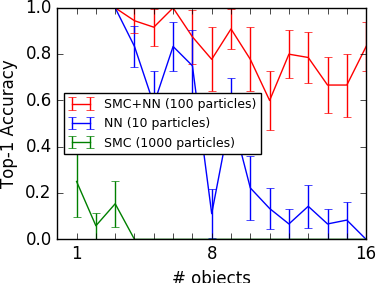 1.0
0.8
0.6
0.4
0.2
0.0
Top-1 Accuracy
SMC+NN (100 particles)
NN (10 particles)
SMC (1000 particles)
1 8 16
# objects